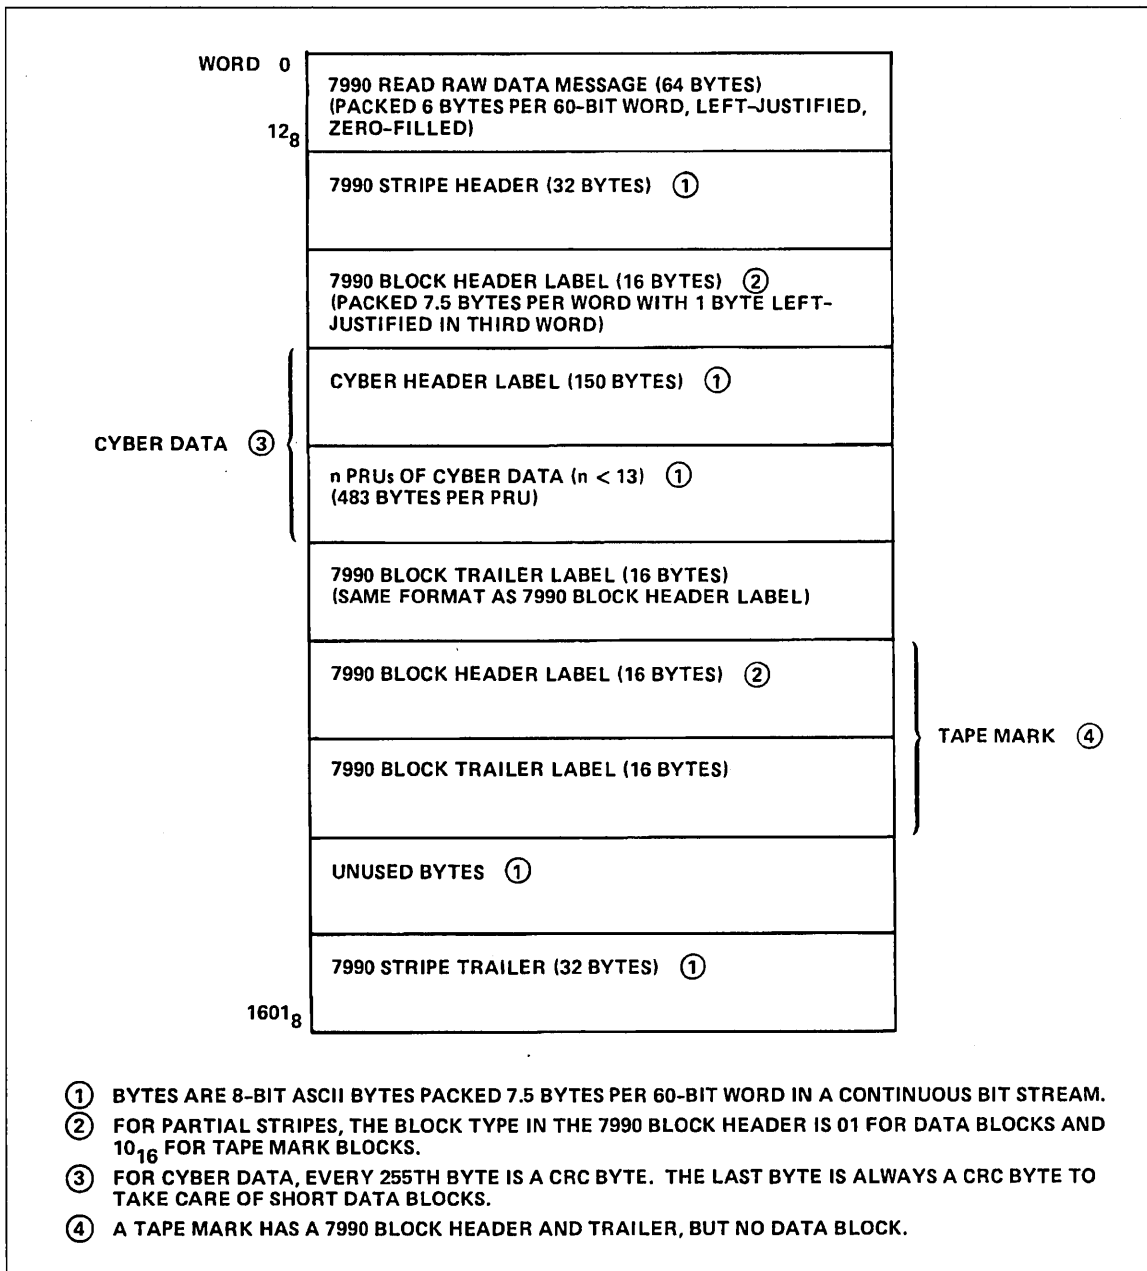 WORD 0
7990 READ RAW DATA MESSAGE (64 BYTES)
(PACKED 6 BYTES PER 60-BIT WORD, LEFT-JUSTIFIED,
ZERO-FILLED)
12₈
7990 STRIPE HEADER (32 BYTES) ①
7990 BLOCK HEADER LABEL (16 BYTES) ②
(PACKED 7.5 BYTES PER WORD WITH 1 BYTE LEFT-
JUSTIFIED IN THIRD WORD)
CYBER HEADER LABEL (150 BYTES) ①
CYBER DATA ③
n PRUs OF CYBER DATA (n < 13) ①
(483 BYTES PER PRU)
7990 BLOCK TRAILER LABEL (16 BYTES)
(SAME FORMAT AS 7990 BLOCK HEADER LABEL)
7990 BLOCK HEADER LABEL (16 BYTES) ②
TAPE MARK ④
7990 BLOCK TRAILER LABEL (16 BYTES)
UNUSED BYTES ①
7990 STRIPE TRAILER (32 BYTES) ①
1601₈
① BYTES ARE 8-BIT ASCII BYTES PACKED 7.5 BYTES PER 60-BIT WORD IN A CONTINUOUS BIT STREAM.
② FOR PARTIAL STRIPES, THE BLOCK TYPE IN THE 7990 BLOCK HEADER IS 01 FOR DATA BLOCKS AND
10₁₆ FOR TAPE MARK BLOCKS.
③ FOR CYBER DATA, EVERY 255TH BYTE IS A CRC BYTE. THE LAST BYTE IS ALWAYS A CRC BYTE TO
TAKE CARE OF SHORT DATA BLOCKS.
④ A TAPE MARK HAS A 7990 BLOCK HEADER AND TRAILER, BUT NO DATA BLOCK.